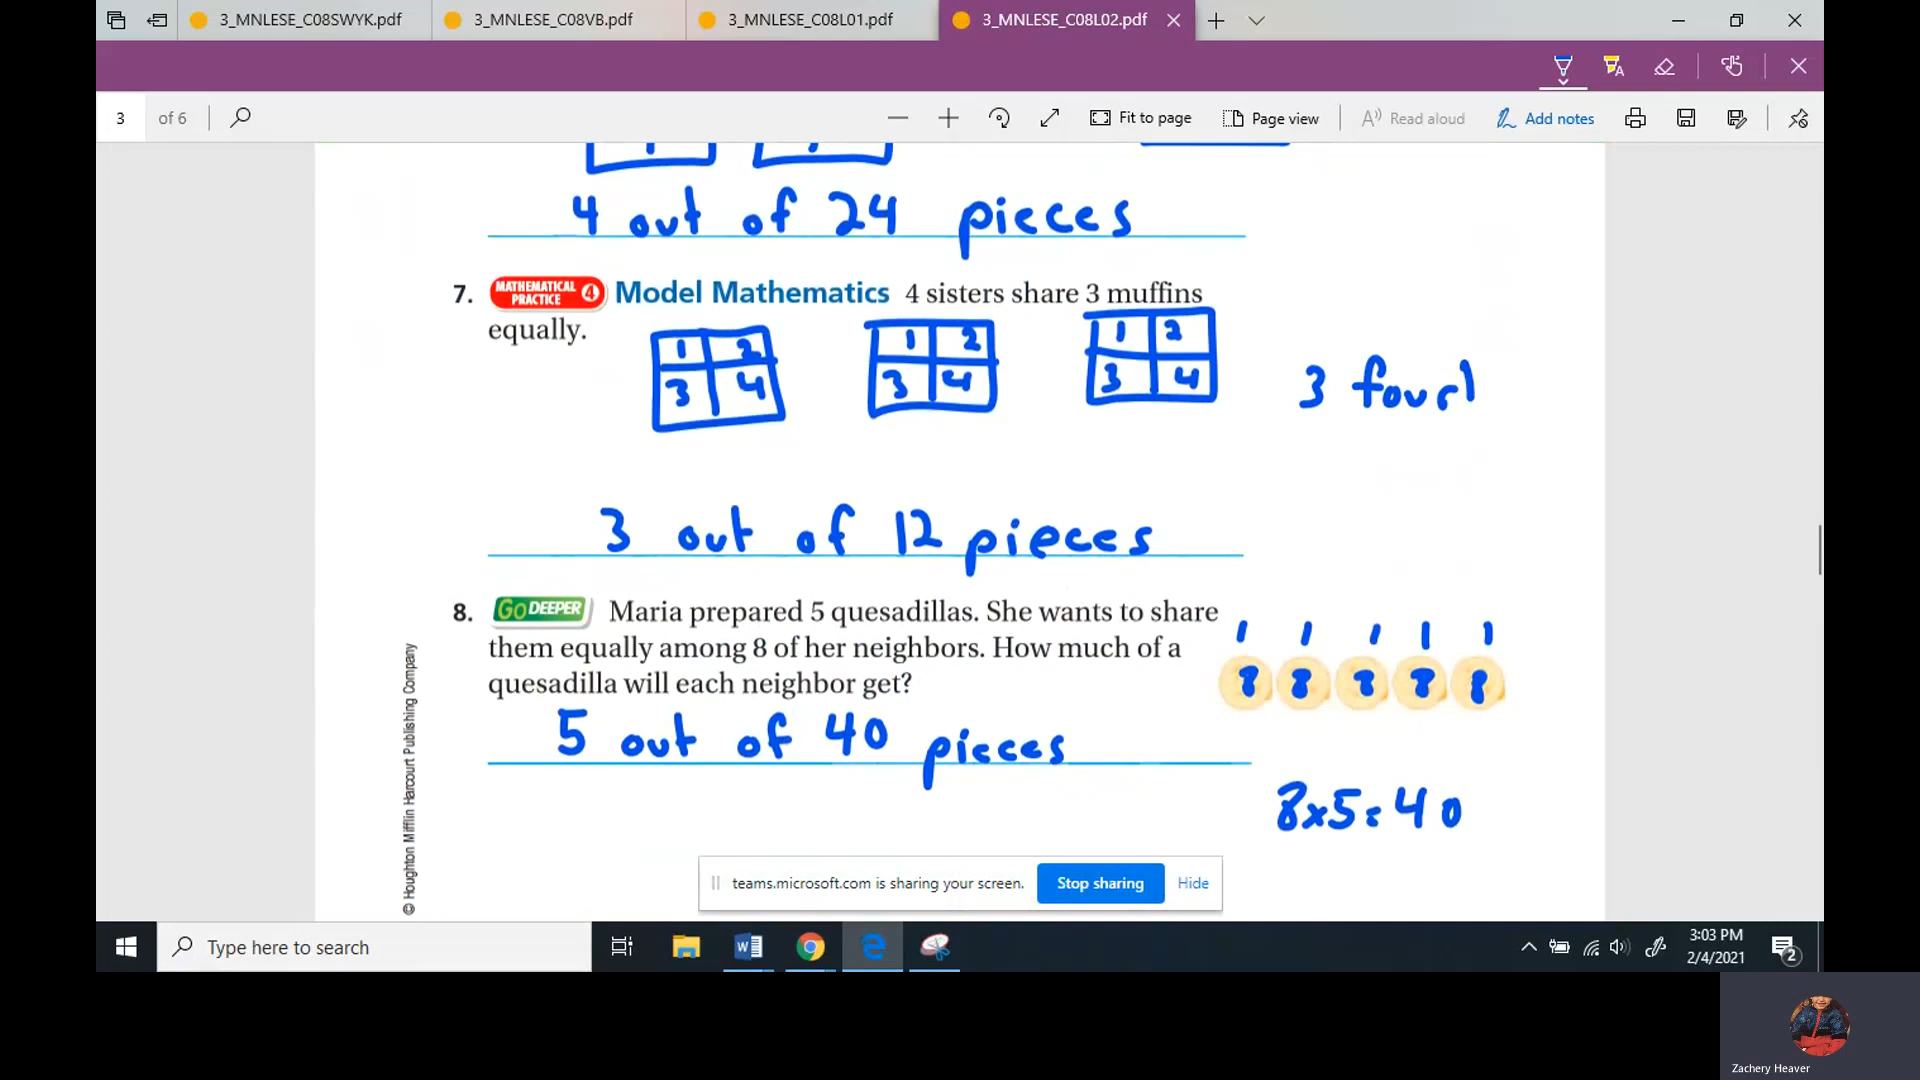 3_MNLESE_C08SWYK.pdf 3_MNLESE_C08VB.pdf 3_MNLESE_C08L01.pdf 3_MNLESE_C08L02.pdf
3 of 6 Fit to page Page view Read aloud Add notes
4 out of 24 pieces
7. MATHEMATICAL PRACTICE 4 Model Mathematics 4 sisters share 3 muffins
equally.
1 2 1 2 1 2
3 4 3 4 3 4
3 four
3 out of 12 pieces
8. Go DEEPER Maria prepared 5 quesadillas. She wants to share
them equally among 8 of her neighbors. How much of a
quesadilla will each neighbor get?
1 1 1 1 1
8 8 8 8 8
5 out of 40 pieces
8x5=40
© Houghton Mifflin Harcourt Publishing Company
teams.microsoft.com is sharing your screen. Stop sharing Hide
Type here to search
3:03 PM
2/4/2021
2
Zachery Heaver